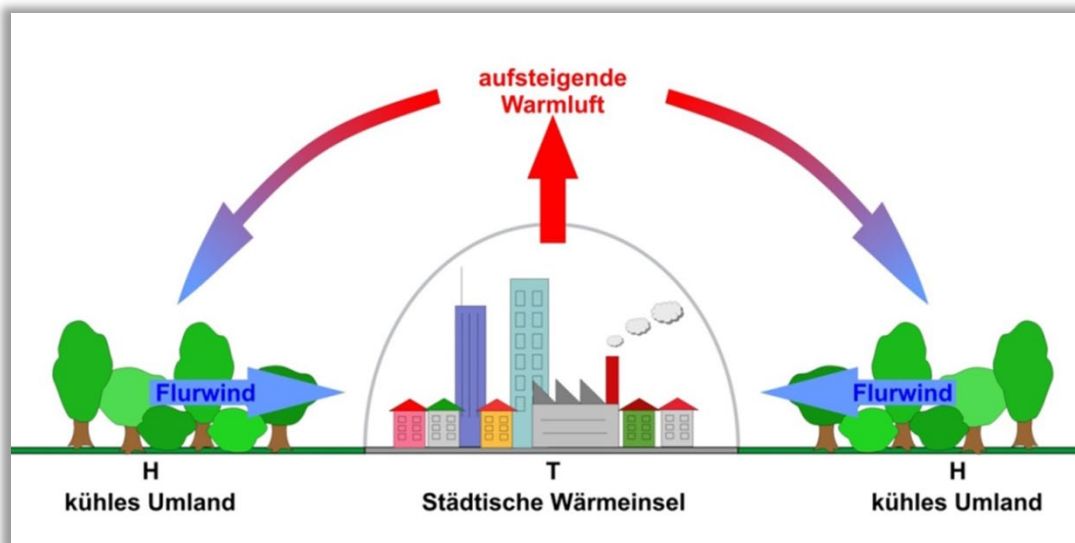 aufsteigende
Warmluft
Flurwind
Flurwind
H
T
H
kühles Umland
Städtische Wärmeinsel
kühles Umland